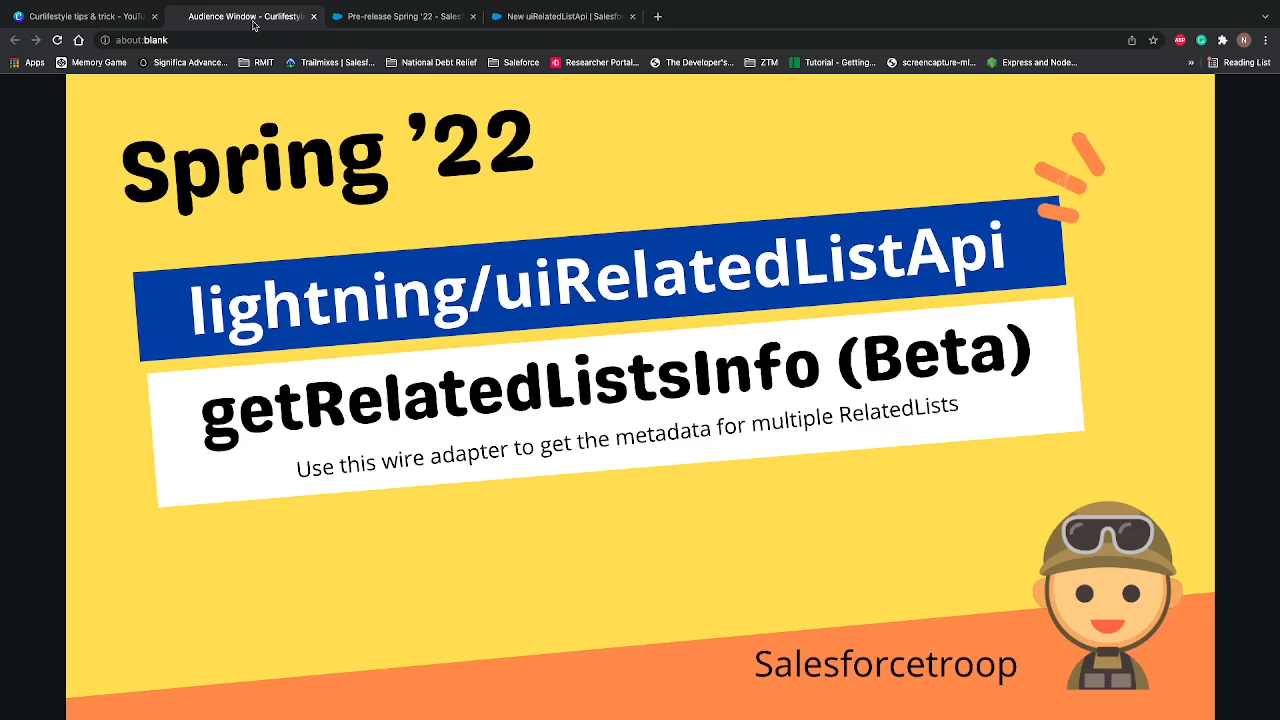 Curlifestyle tips & trick - YouTu
Audience Window - Curlifestyle
Pre-release Spring '22 - Sales
New uiRelatedListApi | Salesfo
about:blank
ABP
G
N
Apps
Memory Game
Significa Advance...
RMIT
Trailmixes | Salesf...
National Debt Relief
Saleforce
Researcher Portal...
The Developer's...
ZTM
Tutorial - Getting...
screencapture-ml...
Express and Node...
»
Reading List
Spring ’22
lightning/uiRelatedListApi
getRelatedListsInfo (Beta)
Use this wire adapter to get the metadata for multiple RelatedLists
Salesforcetroop